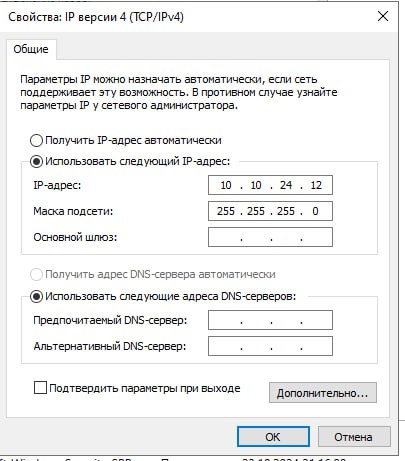 Свойства: IP версии 4 (TCP/IPv4)
Общие
Параметры IP можно назначать автоматически, если сеть
поддерживает эту возможность. В противном случае узнайте
параметры IP у сетевого администратора.
Получить IP-адрес автоматически
Использовать следующий IP-адрес:
IP-адрес: 10 . 10 . 24 . 12
Маска подсети: 255 . 255 . 255 . 0
Основной шлюз: . . .
Получить адрес DNS-сервера автоматически
Использовать следующие адреса DNS-серверов:
Предпочитаемый DNS-сервер: . . .
Альтернативный DNS-сервер: . . .
Подтвердить параметры при выходе
Дополнительно...
OK Отмена